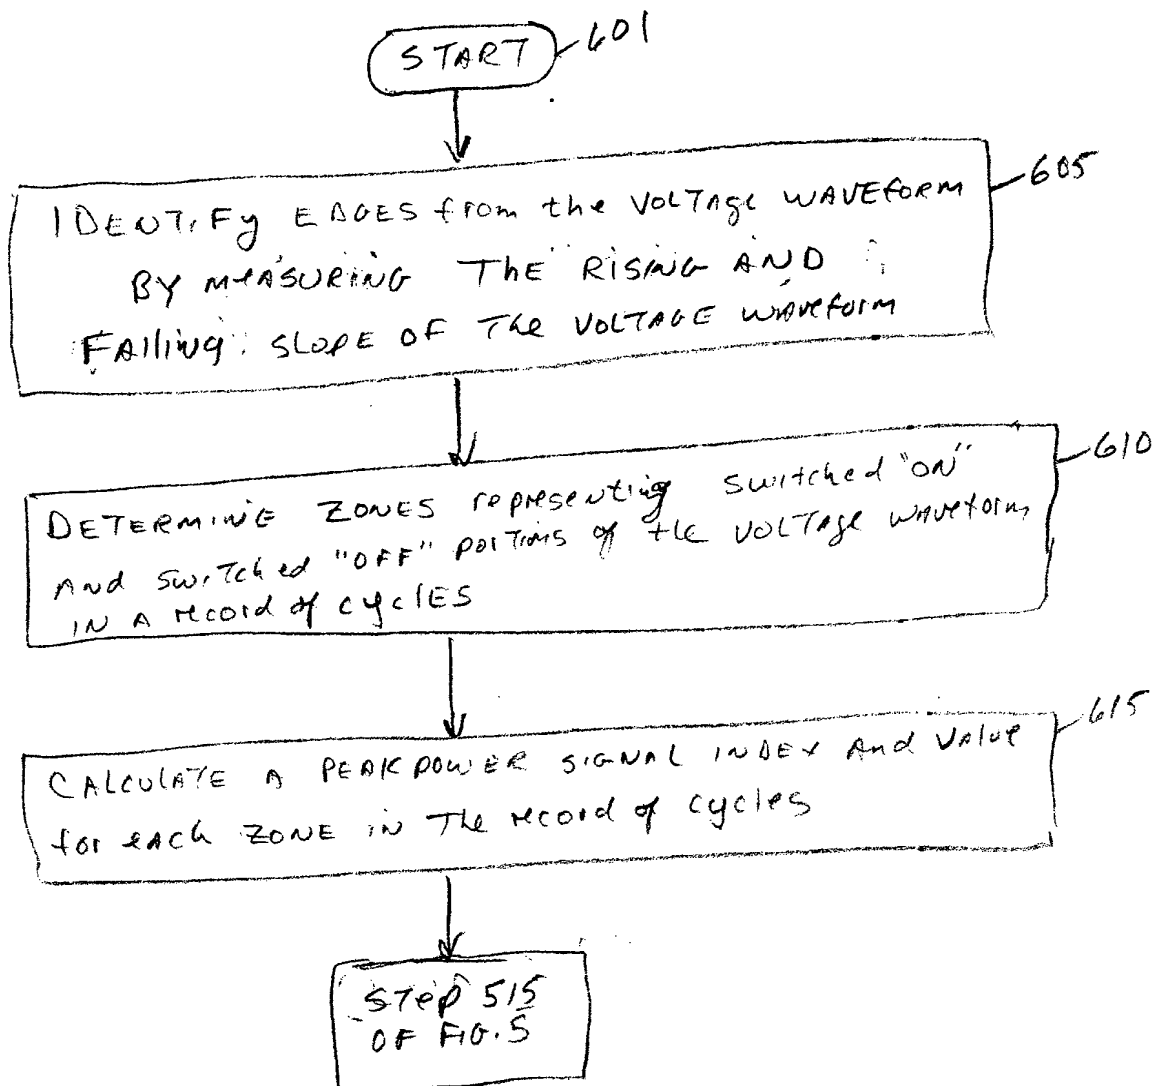 START
601
IDENTIFY EDGES from the VOLTAGE WAVEFORM
BY MEASURING THE RISING AND
FAlling SLOPE OF The VOLTAGE waveform
605
DETERMINE ZONES representing switched "ON"
And switched "OFF" portions of the VOLTAGE WAVEform
IN A record of cyclES
610
CALCULATE A PEAK POWER SIGNAL INDEX And VALUe
for eACh ZONE iN The record of cycles
615
STEP 515
OF FIG. 5